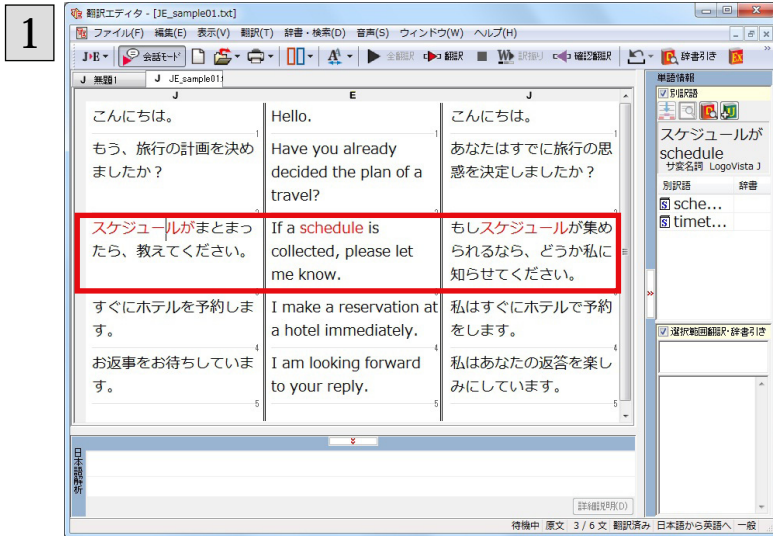 1
翻訳エディタ - [JE_sample01.txt]
ファイル(F) 編集(E) 表示(V) 翻訳(T) 辞書・検索(D) 音声(S) ウィンドウ(W) ヘルプ(H)
J▶E 会話モード 全翻訳 翻訳 訳振り 確認翻訳 辞書引き
J 無題1 J JE_sample01.t
J E J
こんにちは。
Hello.
こんにちは。
1
もう、旅行の計画を決め
ましたか？
Have you already
decided the plan of a
travel?
あなたはすでに旅行の思
惑を決定しましたか？
スケジュールがまとまっ
たら、教えてください。
If a schedule is
collected, please let
me know.
もしスケジュールが集め
られるなら、どうか私に
知らせてください。
すぐにホテルを予約しま
す。
I make a reservation at
a hotel immediately.
私はすぐにホテルで予約
をします。
4
お返事をお待ちしていま
す。
I am looking forward
to your reply.
私はあなたの返答を楽し
みにしています。
5
単語情報
別訳語
スケジュールが
schedule
サ変名詞 LogoVista J
別訳語 辞書
sche...
timet...
選択範囲翻訳・辞書引き
日本語解析
詳細説明(D)
待機中 原文 3 / 6 文 翻訳済み 日本語から英語へ 一般